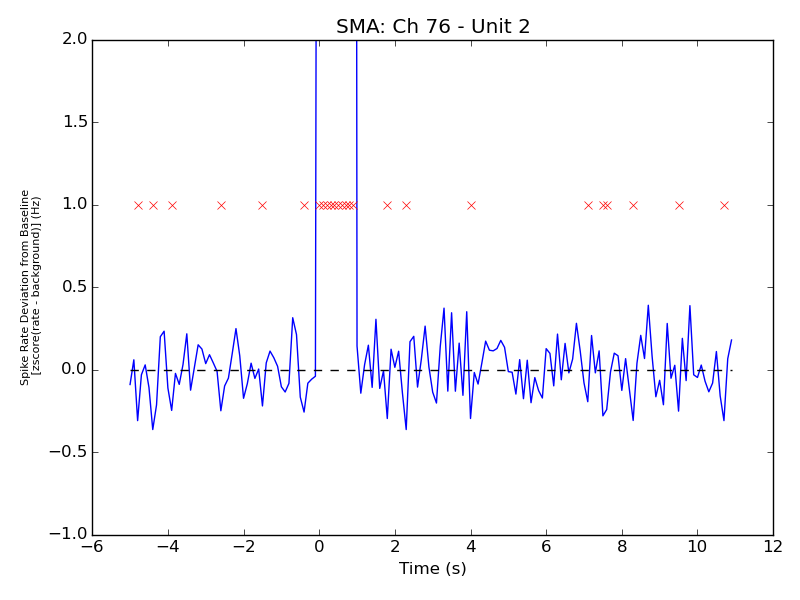 SMA: Ch 76 - Unit 2
2.0
1.5
1.0
0.5
0.0
−0.5
−1.0
Spike Rate Deviation from Baseline
[zscore(rate - background)] (Hz)
−6 −4 −2 0 2 4 6 8 10 12
Time (s)